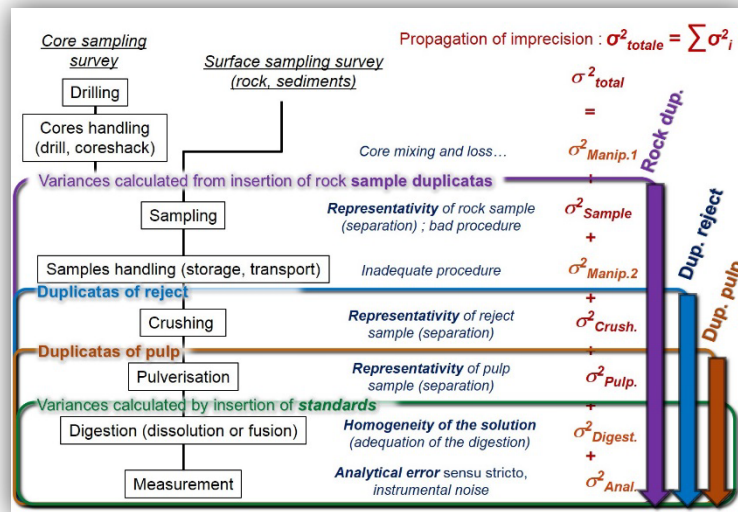 Core sampling
survey
Propagation of imprecision : σ²totale = ∑ σ²i
Surface sampling survey
(rock, sediments)
Drilling
σ²total
=
Cores handling
(drill, coreshack)
Core mixing and loss…
σ²Manip.1
+
Rock dup.
Variances calculated from insertion of rock sample duplicatas
Sampling
Representativity of rock sample
(separation) ; bad procedure
σ²Sample
+
Dup. reject
Samples handling (storage, transport)
Inadequate procedure
σ²Manip.2
+
Duplicatas of reject
Crushing
Representativity of reject
sample (separation)
σ²Crush.
+
Dup. pulp
Duplicatas of pulp
Pulverisation
Representativity of pulp
sample (separation)
σ²Pulp.
+
Variances calculated by insertion of standards
Digestion (dissolution or fusion)
Homogeneity of the solution
(adequation of the digestion)
σ²Digest.
+
Measurement
Analytical error sensu stricto,
instrumental noise
σ²Anal.